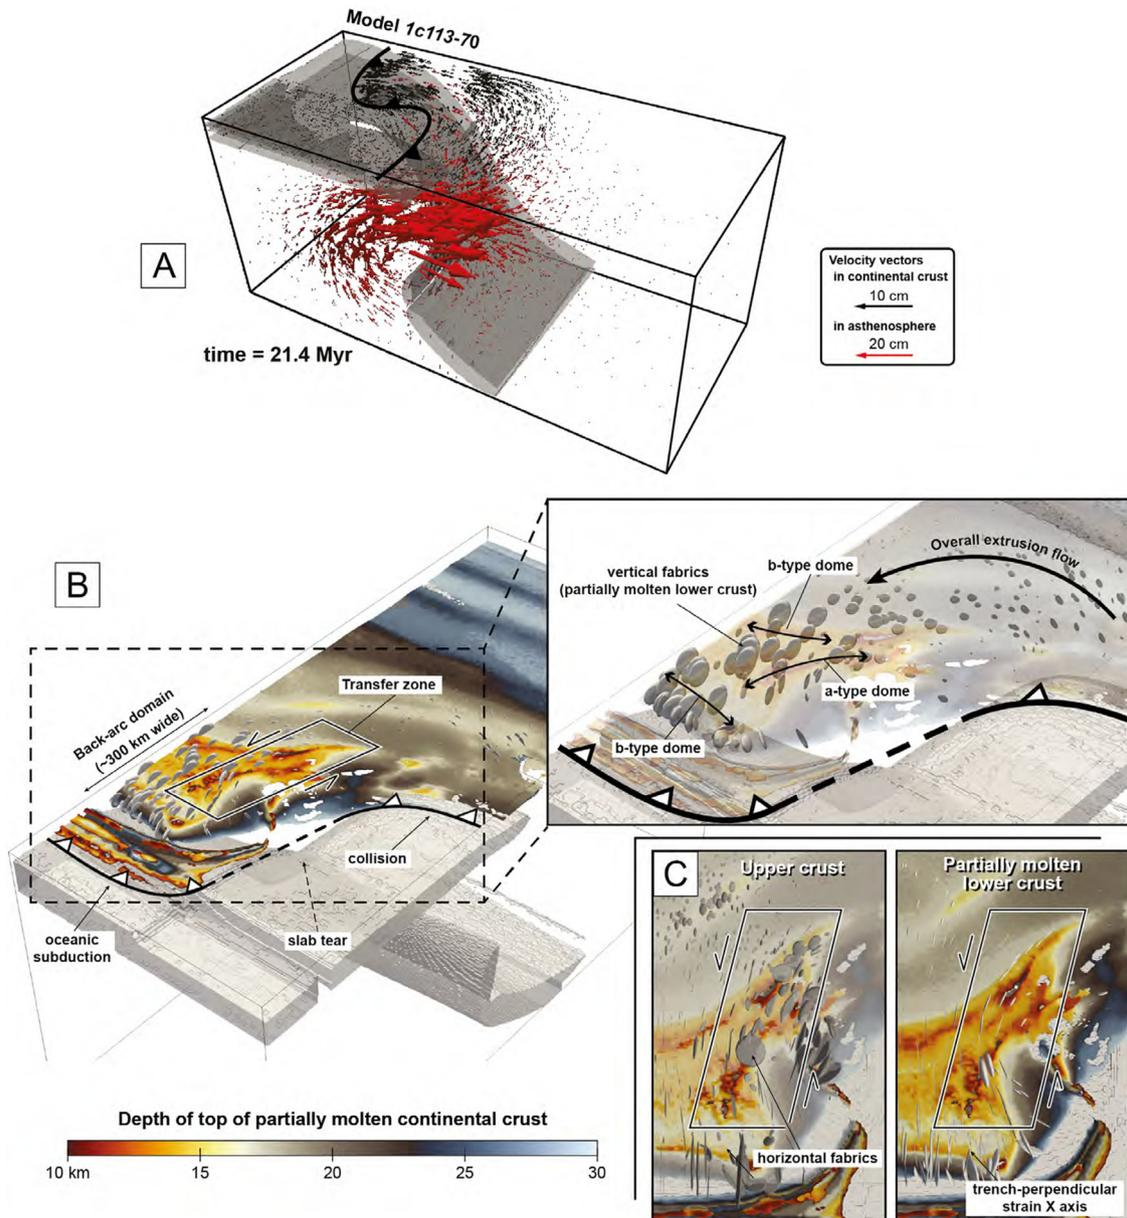 Model 1c113-70
A
time = 21.4 Myr
Velocity vectors
in continental crust
10 cm
in asthenosphere
20 cm
B
Back-arc domain
(~300 km wide)
Transfer zone
collision
slab tear
oceanic
subduction
vertical fabrics
(partially molten lower crust)
b-type dome
Overall extrusion flow
a-type dome
b-type dome
Depth of top of partially molten continental crust
10 km 15 20 25 30
C
Upper crust
horizontal fabrics
Partially molten
lower crust
trench-perpendicular
strain X axis